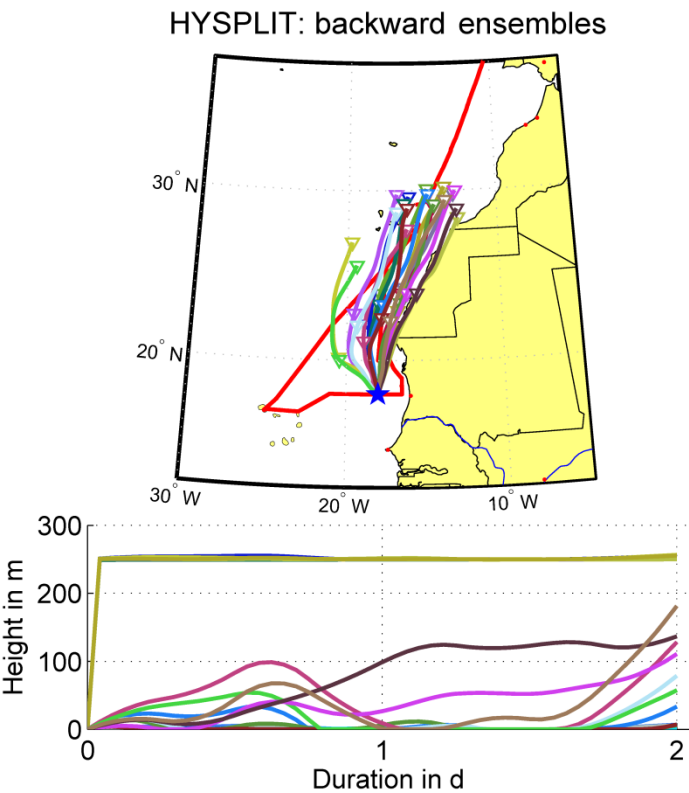 HYSPLIT: backward ensembles
30° N
20° N
30° W
20° W
10° W
300
200
100
0
Height in m
0
1
2
Duration in d